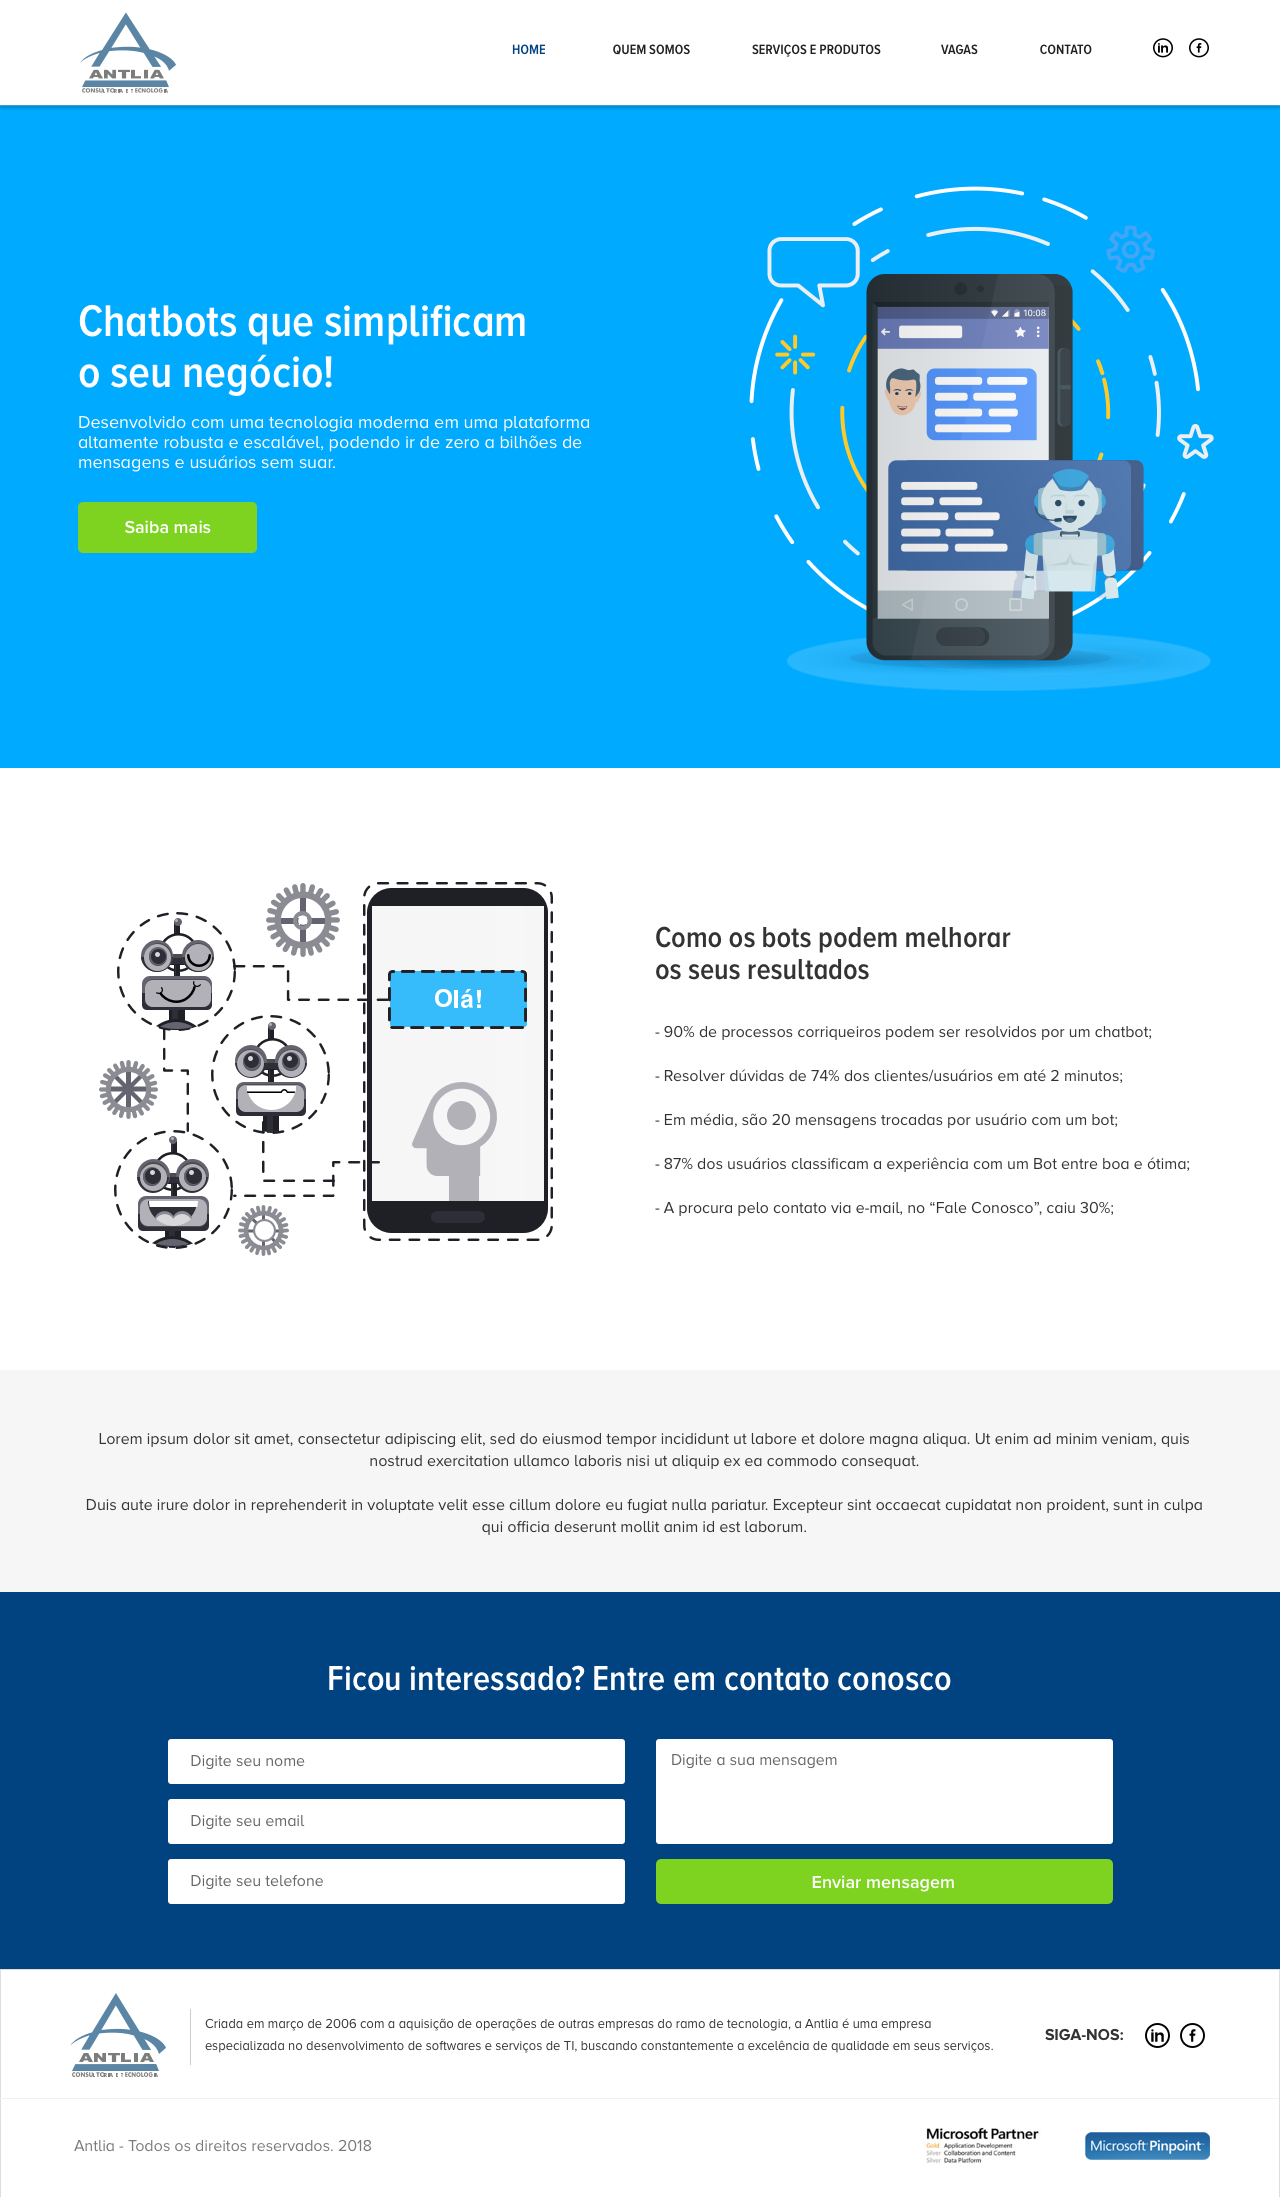 ANTLIA
CONSULTORIA E TECNOLOGIA
HOME
QUEM SOMOS
SERVIÇOS E PRODUTOS
VAGAS
CONTATO
in
f
Chatbots que simplificam
o seu negócio!
Desenvolvido com uma tecnologia moderna em uma plataforma
altamente robusta e escalável, podendo ir de zero a bilhões de
mensagens e usuários sem suar.
Saiba mais
10:08
Olá!
Como os bots podem melhorar
os seus resultados
- 90% de processos corriqueiros podem ser resolvidos por um chatbot;
- Resolver dúvidas de 74% dos clientes/usuários em até 2 minutos;
- Em média, são 20 mensagens trocadas por usuário com um bot;
- 87% dos usuários classificam a experiência com um Bot entre boa e ótima;
- A procura pelo contato via e-mail, no “Fale Conosco”, caiu 30%;
Lorem ipsum dolor sit amet, consectetur adipiscing elit, sed do eiusmod tempor incididunt ut labore et dolore magna aliqua. Ut enim ad minim veniam, quis
nostrud exercitation ullamco laboris nisi ut aliquip ex ea commodo consequat.
Duis aute irure dolor in reprehenderit in voluptate velit esse cillum dolore eu fugiat nulla pariatur. Excepteur sint occaecat cupidatat non proident, sunt in culpa
qui officia deserunt mollit anim id est laborum.
Ficou interessado? Entre em contato conosco
Digite seu nome
Digite seu email
Digite seu telefone
Digite a sua mensagem
Enviar mensagem
ANTLIA
CONSULTORIA E TECNOLOGIA
Criada em março de 2006 com a aquisição de operações de outras empresas do ramo de tecnologia, a Antlia é uma empresa
especializada no desenvolvimento de softwares e serviços de TI, buscando constantemente a excelência de qualidade em seus serviços.
SIGA-NOS:
in
f
Antlia - Todos os direitos reservados. 2018
Microsoft Partner
Gold Application Development
Silver Collaboration and Content
Silver Data Platform
Microsoft Pinpoint